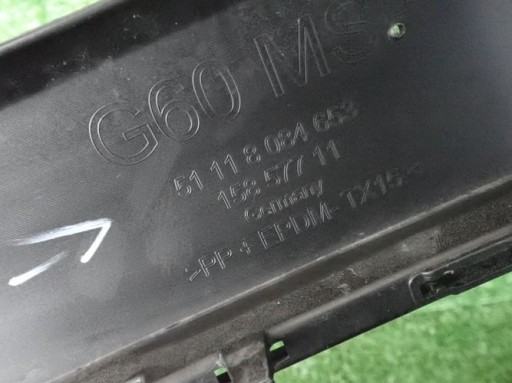 G60 MS
51 11 8 084 653
158 577 11
Germany
>PP + EPDM-TX15<